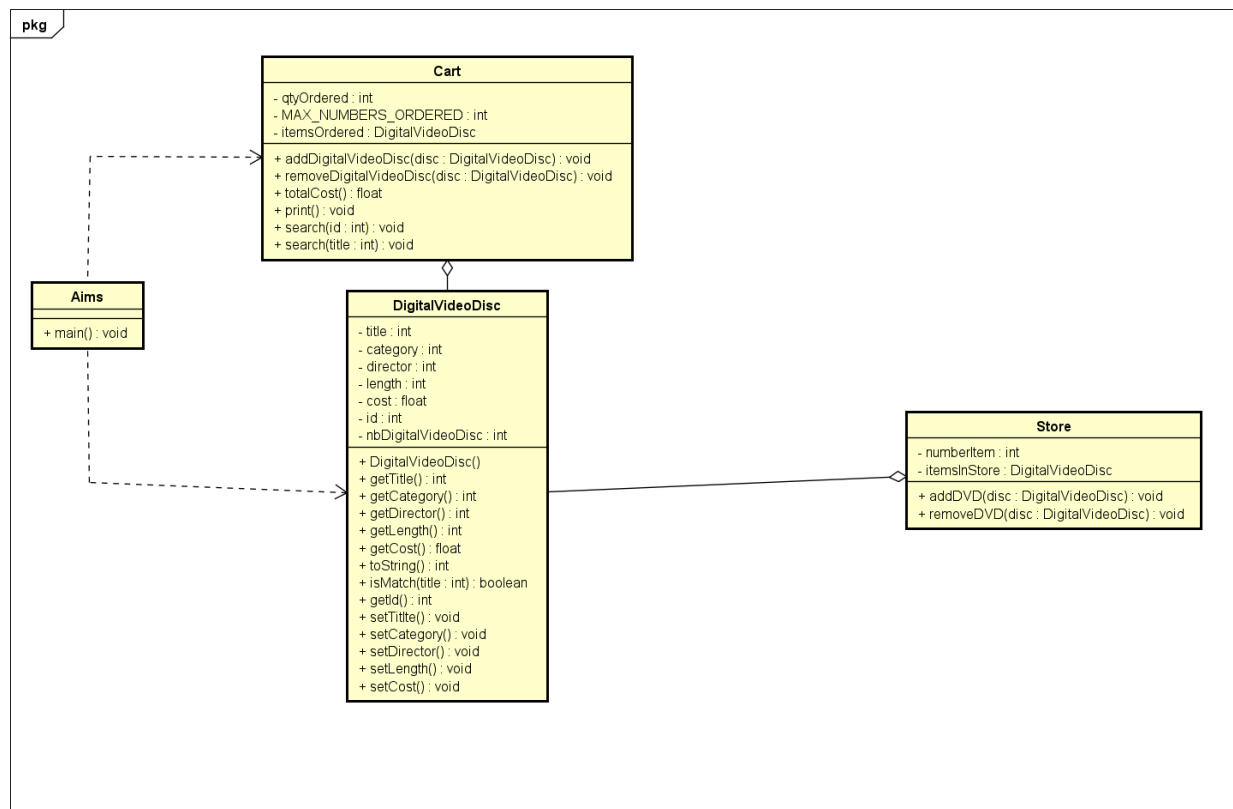 pkg
Cart
- qtyOrdered : int
- MAX_NUMBERS_ORDERED : int
- itemsOrdered : DigitalVideoDisc
+ addDigitalVideoDisc(disc : DigitalVideoDisc) : void
+ removeDigitalVideoDisc(disc : DigitalVideoDisc) : void
+ totalCost() : float
+ print() : void
+ search(id : int) : void
+ search(title : int) : void
Aims
+ main() : void
DigitalVideoDisc
- title : int
- category : int
- director : int
- length : int
- cost : float
- id : int
- nbDigitalVideoDisc : int
+ DigitalVideoDisc()
+ getTitle() : int
+ getCategory() : int
+ getDirector() : int
+ getLength() : int
+ getCost() : float
+ toString() : int
+ isMatch(title : int) : boolean
+ getId() : int
+ setTitlte() : void
+ setCategory() : void
+ setDirector() : void
+ setLength() : void
+ setCost() : void
Store
- numberItem : int
- itemsInStore : DigitalVideoDisc
+ addDVD(disc : DigitalVideoDisc) : void
+ removeDVD(disc : DigitalVideoDisc) : void